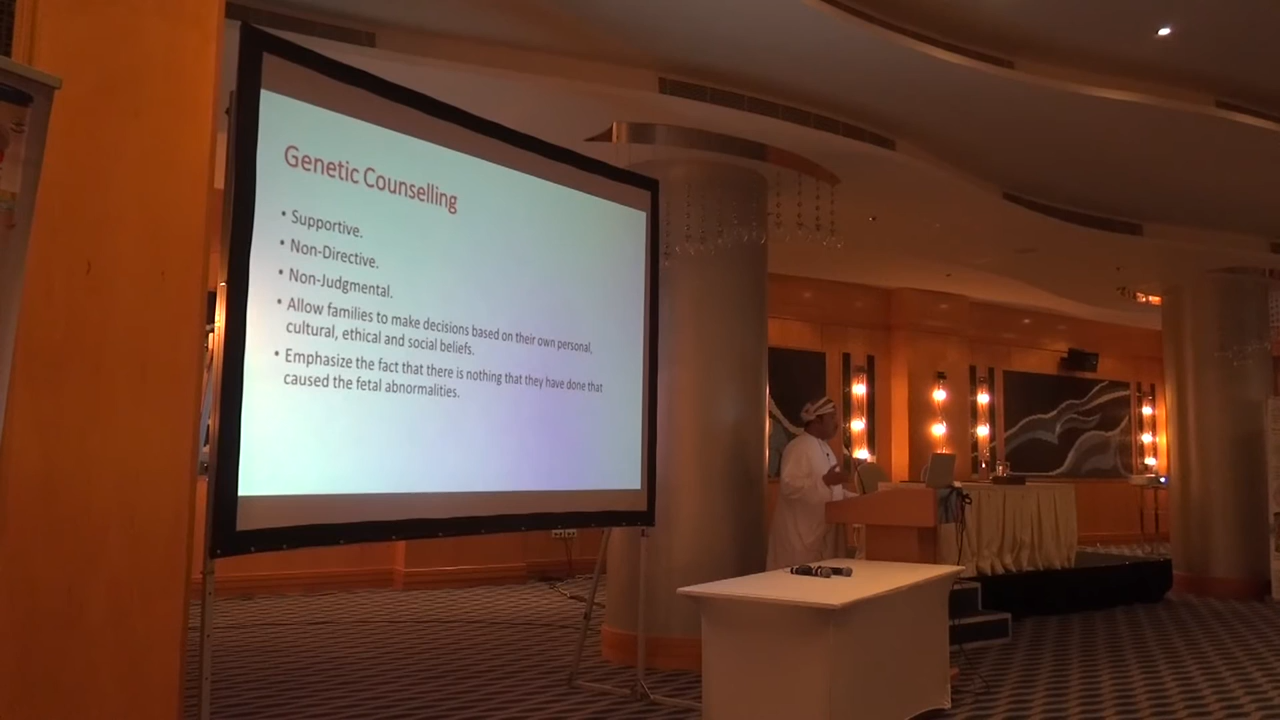 Genetic Counselling
• Supportive.
• Non-Directive.
• Non-Judgmental.
• Allow families to make decisions based on their own personal,
cultural, ethical and social beliefs.
• Emphasize the fact that there is nothing that they have done that
caused the fetal abnormalities.